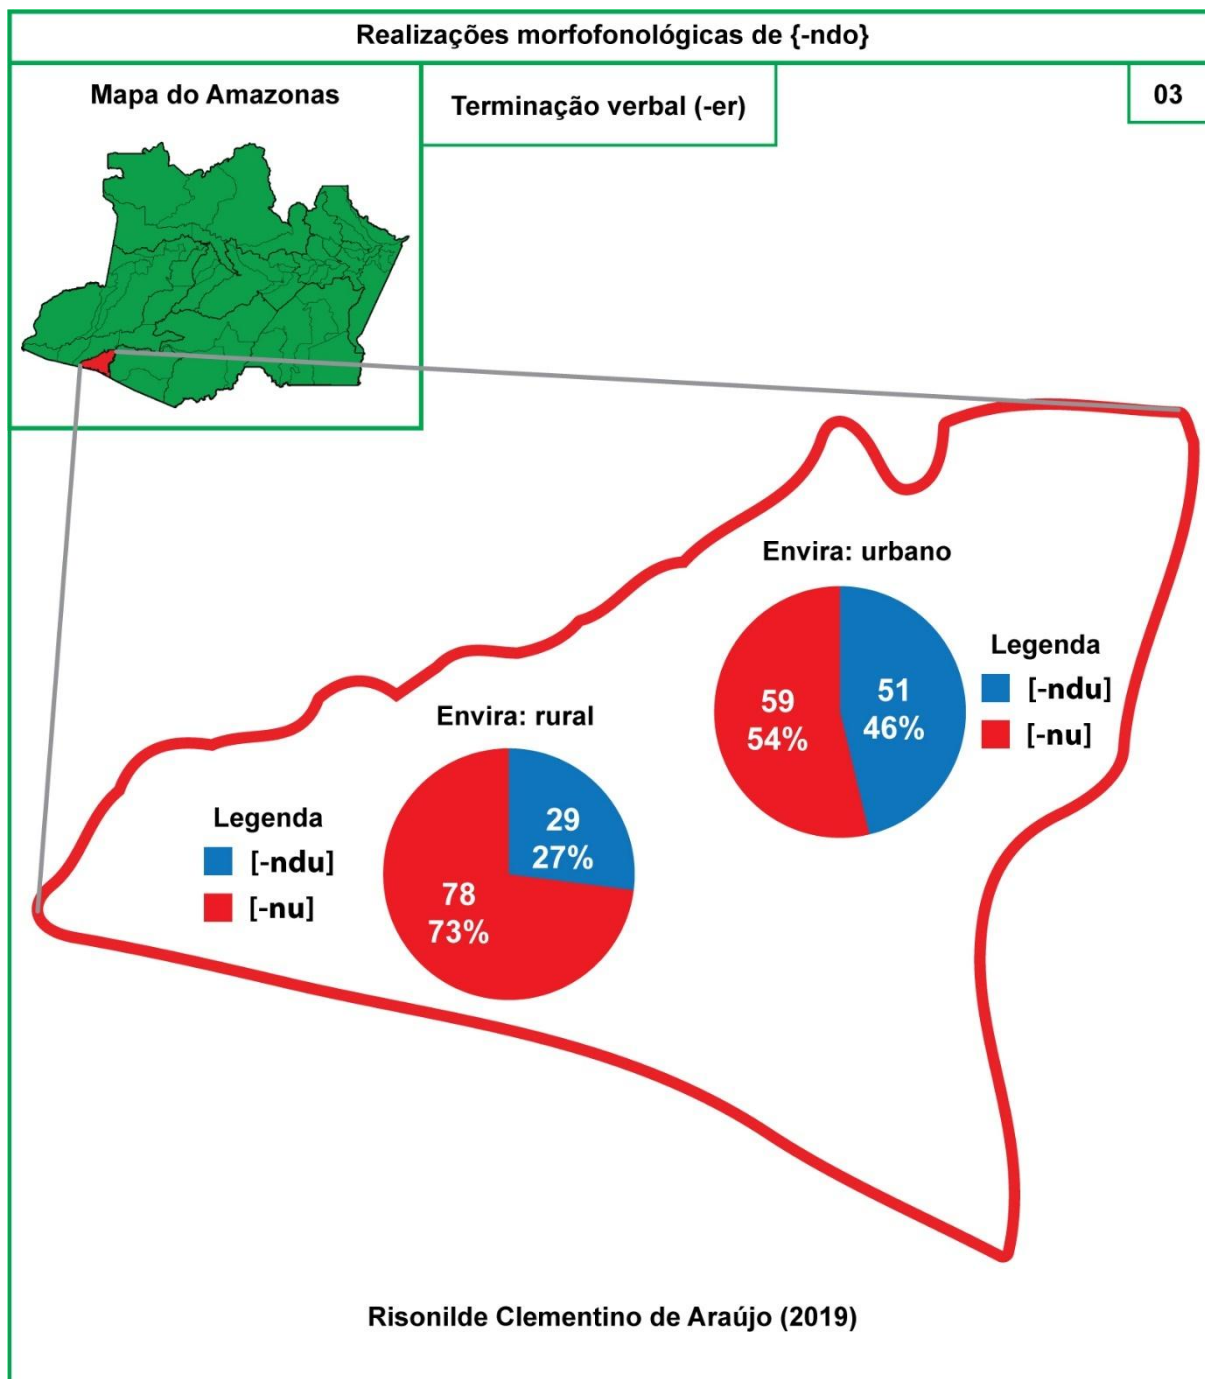 Realizações morfofonológicas de {-ndo}
Mapa do Amazonas
Terminação verbal (-er)
03
Envira: urbano
59
54%
51
46%
Legenda
[-ndu]
[-nu]
Envira: rural
29
27%
78
73%
Legenda
[-ndu]
[-nu]
Risonilde Clementino de Araújo (2019)